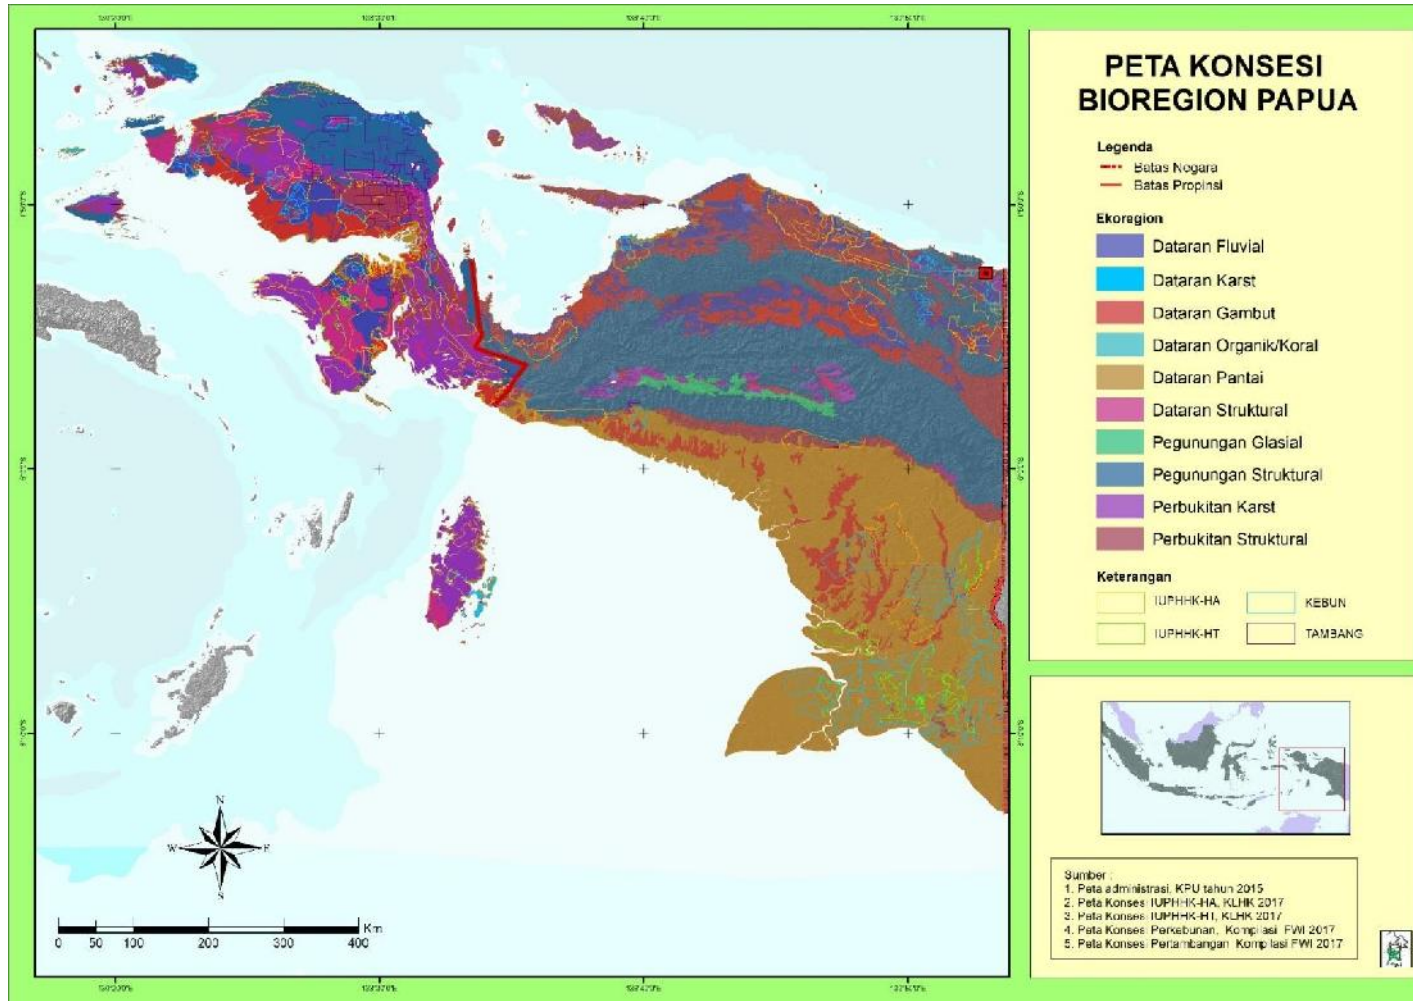 PETA KONSESI
BIOREGION PAPUA
Legenda
Batas Negara
Batas Propinsi
Ekoregion
Dataran Fluvial
Dataran Karst
Dataran Gambut
Dataran Organik/Koral
Dataran Pantai
Dataran Struktural
Pegunungan Glasial
Pegunungan Struktural
Perbukitan Karst
Perbukitan Struktural
Keterangan
IUPHHK-HA
KEBUN
IUPHHK-HT
TAMBANG
N
W
E
S
Km
0 50 100 200 300 400
Sumber :
1. Peta administrasi, KPU tahun 2015
2. Peta Konsesi IUPHHK-HA, KLHK 2017
3. Peta Konsesi IUPHHK-HT, KLHK 2017
4. Peta Konsesi Perkebunan, Kompilasi FWI 2017
5. Peta Konsesi Pertambangan Kompilasi FWI 2017